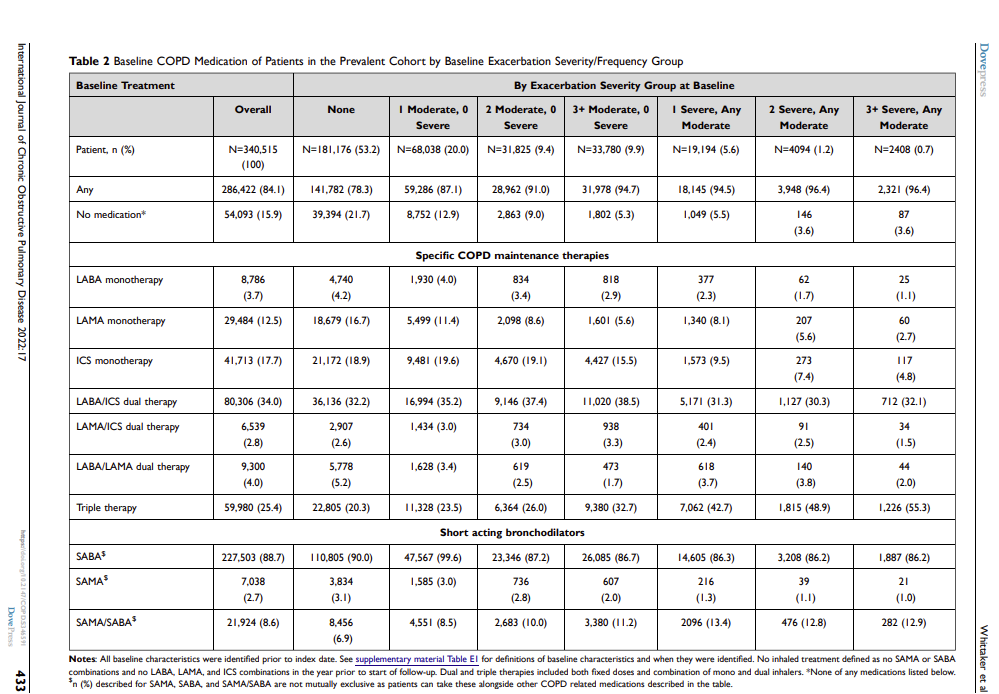 International Journal of Chronic Obstructive Pulmonary Disease 2022:17
https://doi.org/10.2147/COPD.S346591
DovePress
433
Dovepress
Whittaker et al
Table 2 Baseline COPD Medication of Patients in the Prevalent Cohort by Baseline Exacerbation Severity/Frequency Group
Baseline Treatment By Exacerbation Severity Group at Baseline
Overall None 1 Moderate, 0 Severe 2 Moderate, 0 Severe 3+ Moderate, 0 Severe 1 Severe, Any Moderate 2 Severe, Any Moderate 3+ Severe, Any Moderate
Patient, n (%) N=340,515 (100) N=181,176 (53.2) N=68,038 (20.0) N=31,825 (9.4) N=33,780 (9.9) N=19,194 (5.6) N=4094 (1.2) N=2408 (0.7)
Any 286,422 (84.1) 141,782 (78.3) 59,286 (87.1) 28,962 (91.0) 31,978 (94.7) 18,145 (94.5) 3,948 (96.4) 2,321 (96.4)
No medication* 54,093 (15.9) 39,394 (21.7) 8,752 (12.9) 2,863 (9.0) 1,802 (5.3) 1,049 (5.5) 146 (3.6) 87 (3.6)
Specific COPD maintenance therapies
LABA monotherapy 8,786 (3.7) 4,740 (4.2) 1,930 (4.0) 834 (3.4) 818 (2.9) 377 (2.3) 62 (1.7) 25 (1.1)
LAMA monotherapy 29,484 (12.5) 18,679 (16.7) 5,499 (11.4) 2,098 (8.6) 1,601 (5.6) 1,340 (8.1) 207 (5.6) 60 (2.7)
ICS monotherapy 41,713 (17.7) 21,172 (18.9) 9,481 (19.6) 4,670 (19.1) 4,427 (15.5) 1,573 (9.5) 273 (7.4) 117 (4.8)
LABA/ICS dual therapy 80,306 (34.0) 36,136 (32.2) 16,994 (35.2) 9,146 (37.4) 11,020 (38.5) 5,171 (31.3) 1,127 (30.3) 712 (32.1)
LAMA/ICS dual therapy 6,539 (2.8) 2,907 (2.6) 1,434 (3.0) 734 (3.0) 938 (3.3) 401 (2.4) 91 (2.5) 34 (1.5)
LABA/LAMA dual therapy 9,300 (4.0) 5,778 (5.2) 1,628 (3.4) 619 (2.5) 473 (1.7) 618 (3.7) 140 (3.8) 44 (2.0)
Triple therapy 59,980 (25.4) 22,805 (20.3) 11,328 (23.5) 6,364 (26.0) 9,380 (32.7) 7,062 (42.7) 1,815 (48.9) 1,226 (55.3)
Short acting bronchodilators
SABA$ 227,503 (88.7) 110,805 (90.0) 47,567 (99.6) 23,346 (87.2) 26,085 (86.7) 14,605 (86.3) 3,208 (86.2) 1,887 (86.2)
SAMA$ 7,038 (2.7) 3,834 (3.1) 1,585 (3.0) 736 (2.8) 607 (2.0) 216 (1.3) 39 (1.1) 21 (1.0)
SAMA/SABA$ 21,924 (8.6) 8,456 (6.9) 4,551 (8.5) 2,683 (10.0) 3,380 (11.2) 2096 (13.4) 476 (12.8) 282 (12.9)
Notes: All baseline characteristics were identified prior to index date. See supplementary material Table E1 for definitions of baseline characteristics and when they were identified. No inhaled treatment defined as no SAMA or SABA
combinations and no LABA, LAMA, and ICS combinations in the year prior to start of follow-up. Dual and triple therapies included both fixed doses and combination of mono and dual inhalers. *None of any medications listed below.
$n (%) described for SAMA, SABA, and SAMA/SABA are not mutually exclusive as patients can take these alongside other COPD related medications described in the table.